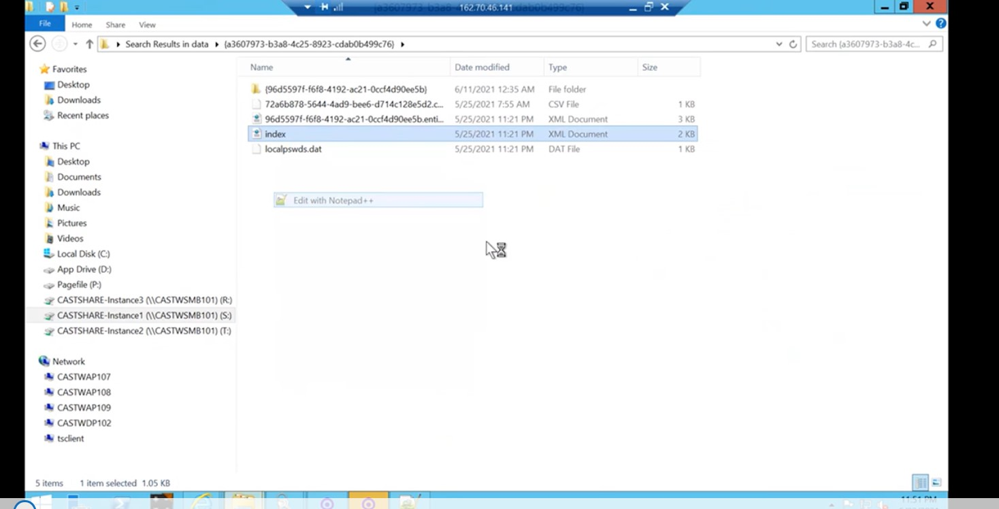 162.70.46.141
File Home Share View
Search Results in data {a3607973-b3a8-4c25-8923-cdab0b499c76} Search {a3607973-b3a8-4c...
Favorites
Desktop
Downloads
Recent places
This PC
Desktop
Documents
Downloads
Music
Pictures
Videos
Local Disk (C:)
App Drive (D:)
Pagefile (P:)
CASTSHARE-Instance3 (\\CASTWSMB101) (R:)
CASTSHARE-Instance1 (\\CASTWSMB101) (S:)
CASTSHARE-Instance2 (\\CASTWSMB101) (T:)
Network
CASTWAP107
CASTWAP108
CASTWAP109
CASTWDP102
tsclient
Name Date modified Type Size
{96d5597f-f6f8-4192-ac21-0ccf4d90ee5b} 6/11/2021 12:35 AM File folder
72a6b878-5644-4ad9-bee6-d714c128e5d2.c... 5/25/2021 7:55 AM CSV File 1 KB
96d5597f-f6f8-4192-ac21-0ccf4d90ee5b.enti... 5/25/2021 11:21 PM XML Document 3 KB
index 5/25/2021 11:21 PM XML Document 2 KB
localpswds.dat 5/25/2021 11:21 PM DAT File 1 KB
Edit with Notepad++
5 items 1 item selected 1.05 KB
11:51 PM